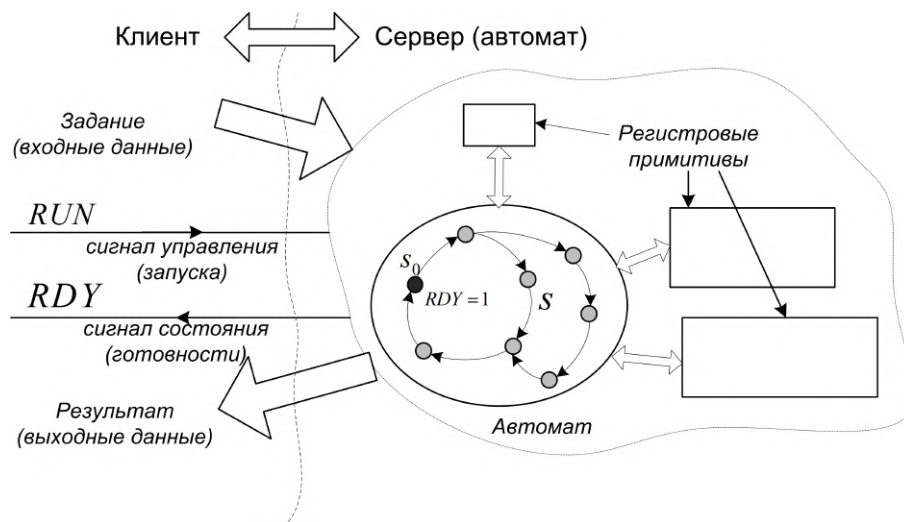 Клиент
Сервер (автомат)
Задание
(входные данные)
Регистровые
примитивы
RUN
сигнал управления
(запуска)
RDY
сигнал состояния
(готовности)
Результат
(выходные данные)
s0
RDY = 1
S
Автомат